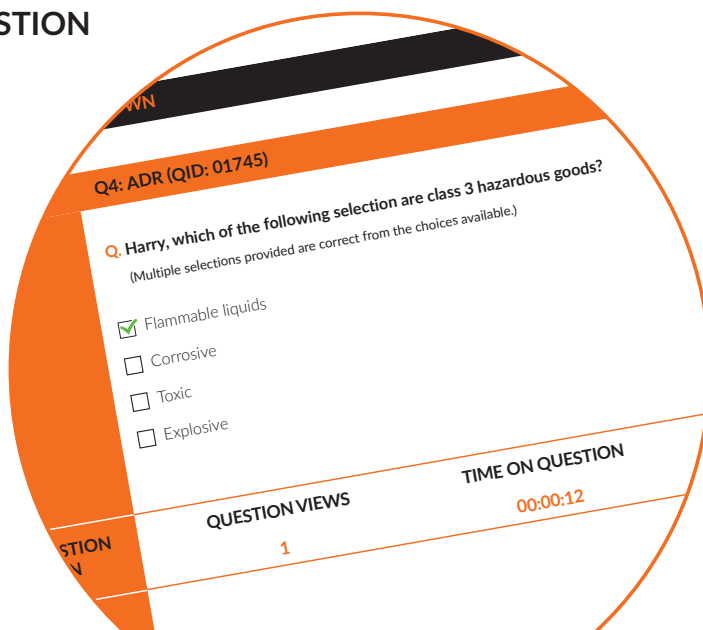 STION
WN
Q4: ADR (QID: 01745)
Q. Harry, which of the following selection are class 3 hazardous goods?
(Multiple selections provided are correct from the choices available.)
Flammable liquids
Corrosive
Toxic
Explosive
STION
N
QUESTION VIEWS
1
TIME ON QUESTION
00:00:12